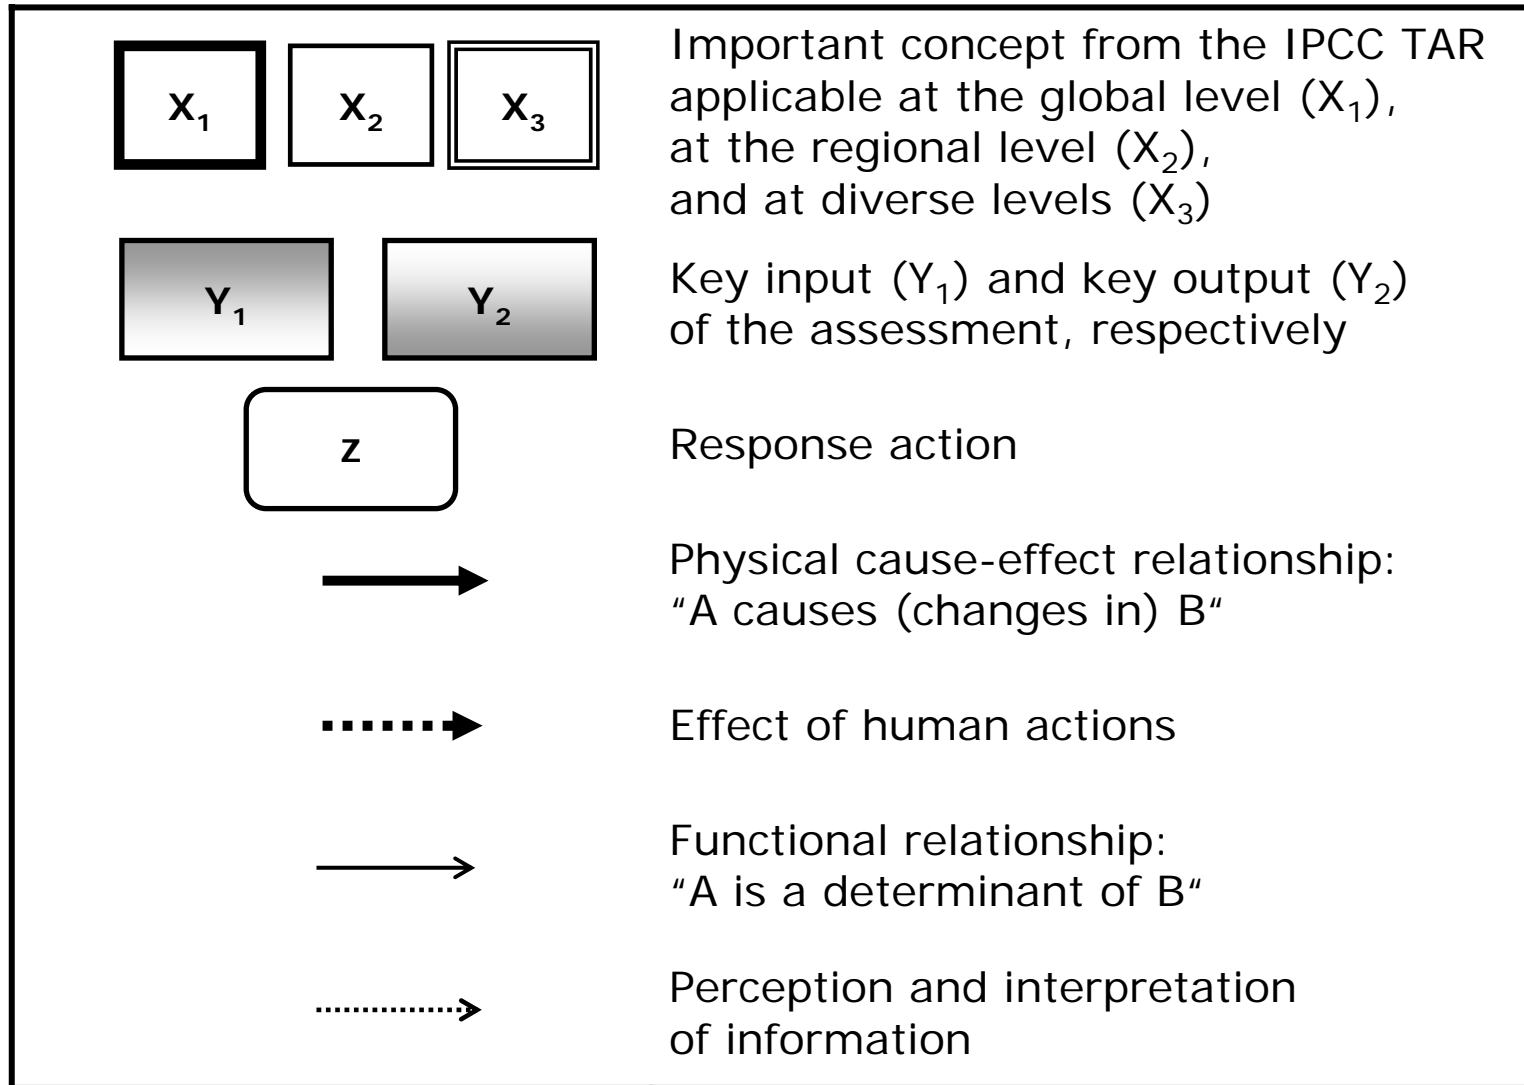 X₁ X₂ X₃
Important concept from the IPCC TAR
applicable at the global level (X₁),
at the regional level (X₂),
and at diverse levels (X₃)
Y₁ Y₂
Key input (Y₁) and key output (Y₂)
of the assessment, respectively
Z
Response action
Physical cause-effect relationship:
"A causes (changes in) B"
Effect of human actions
Functional relationship:
"A is a determinant of B"
Perception and interpretation
of information